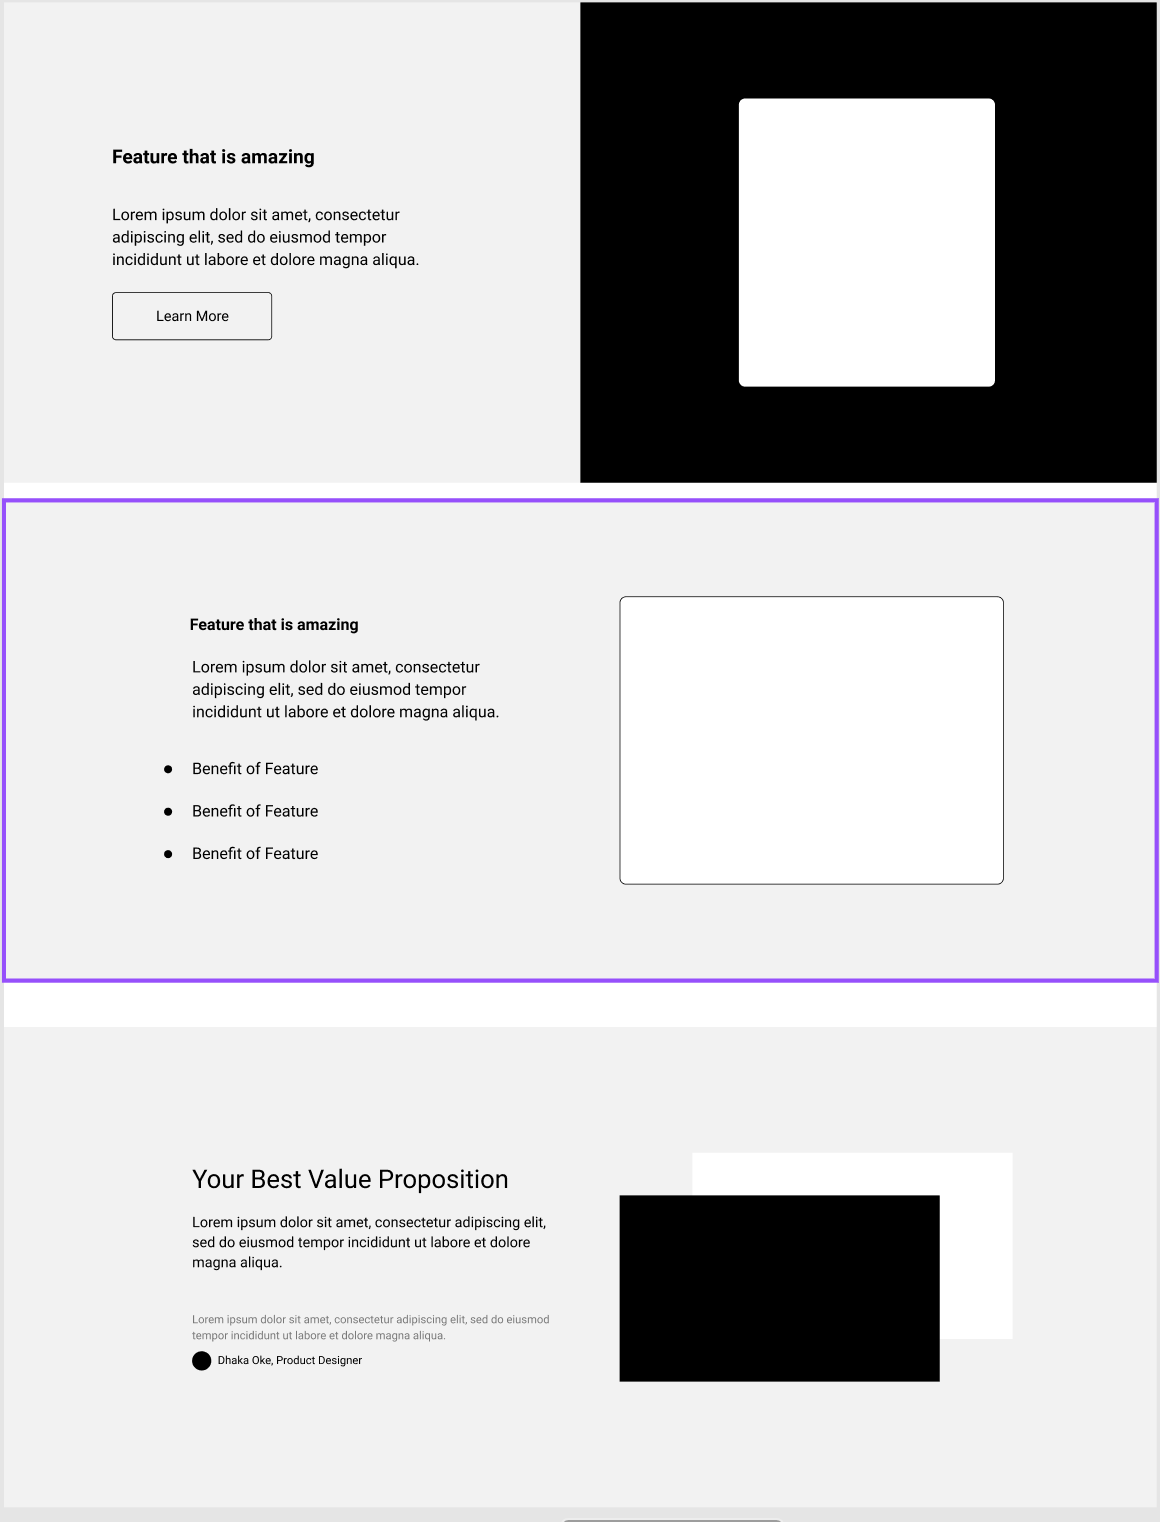 Feature that is amazing
Lorem ipsum dolor sit amet, consectetur
adipiscing elit, sed do eiusmod tempor
incididunt ut labore et dolore magna aliqua.
Learn More
Feature that is amazing
Lorem ipsum dolor sit amet, consectetur
adipiscing elit, sed do eiusmod tempor
incididunt ut labore et dolore magna aliqua.
Benefit of Feature
Benefit of Feature
Benefit of Feature
Your Best Value Proposition
Lorem ipsum dolor sit amet, consectetur adipiscing elit,
sed do eiusmod tempor incididunt ut labore et dolore
magna aliqua.
Lorem ipsum dolor sit amet, consectetur adipiscing elit, sed do eiusmod
tempor incididunt ut labore et dolore magna aliqua.
Dhaka Oke, Product Designer